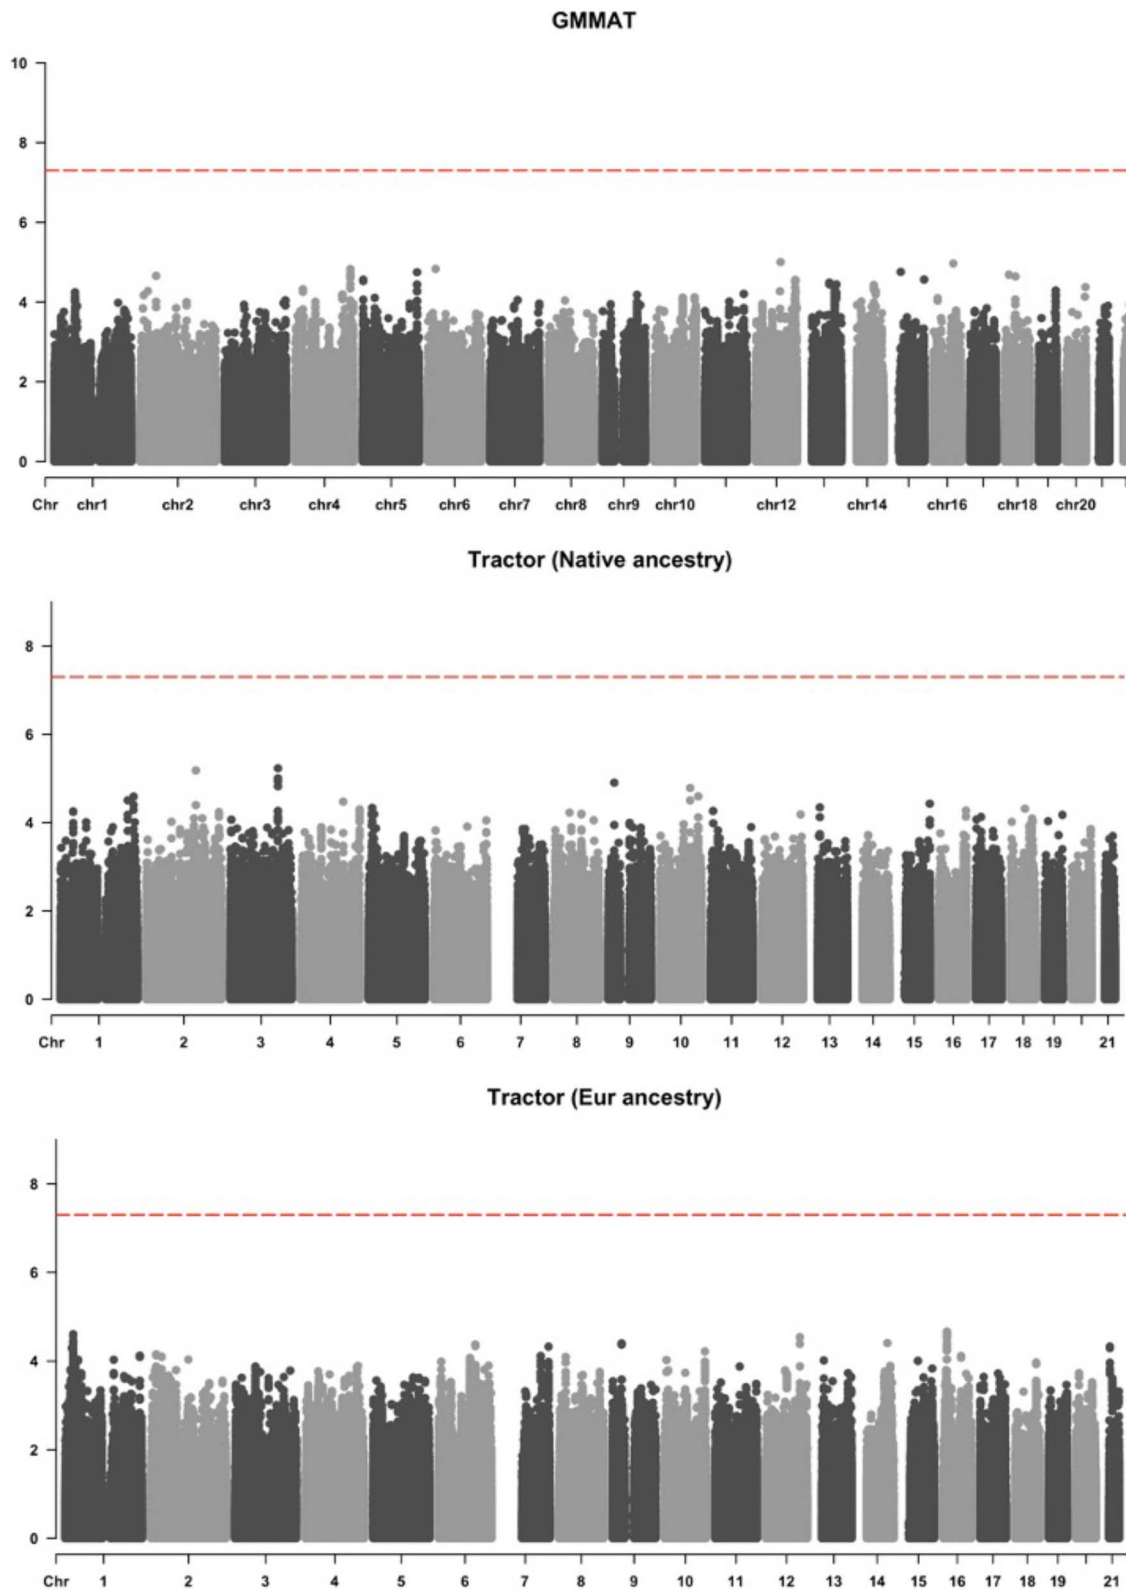 GMMAT
10
8
6
4
2
0
Chr chr1 chr2 chr3 chr4 chr5 chr6 chr7 chr8 chr9 chr10 chr12 chr14 chr16 chr18 chr20
Tractor (Native ancestry)
8
6
4
2
0
Chr 1 2 3 4 5 6 7 8 9 10 11 12 13 14 15 16 17 18 19 21
Tractor (Eur ancestry)
8
6
4
2
0
Chr 1 2 3 4 5 6 7 8 9 10 11 12 13 14 15 16 17 18 19 21